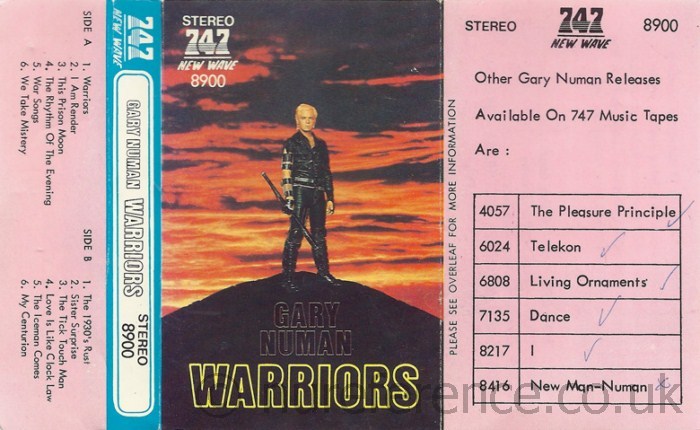 SIDE A
1. Warriors
2. I Am Render
3. This Prison Moon
4. The Rhythm Of The Evening
5. War Songs
6. We Take Mistery
SIDE B
1. The 1930's Rust
2. Sister Surprise
3. The Tick Touch Man
4. Love Is Like Clock Law
5. The Iceman Comes
6. My Centurion
747
NEW WAVE
GARY NUMAN WARRIORS
STEREO
8900
STEREO
747
NEW WAVE
8900
GARY
NUMAN
WARRIORS
PLEASE SEE OVERLEAF FOR MORE INFORMATION
STEREO 747 8900
NEW WAVE
Other Gary Numan Releases
Available On 747 Music Tapes
Are :
4057 The Pleasure Principle
6024 Telekon
6808 Living Ornaments
7135 Dance
8217 I
8416 New Man-Numan